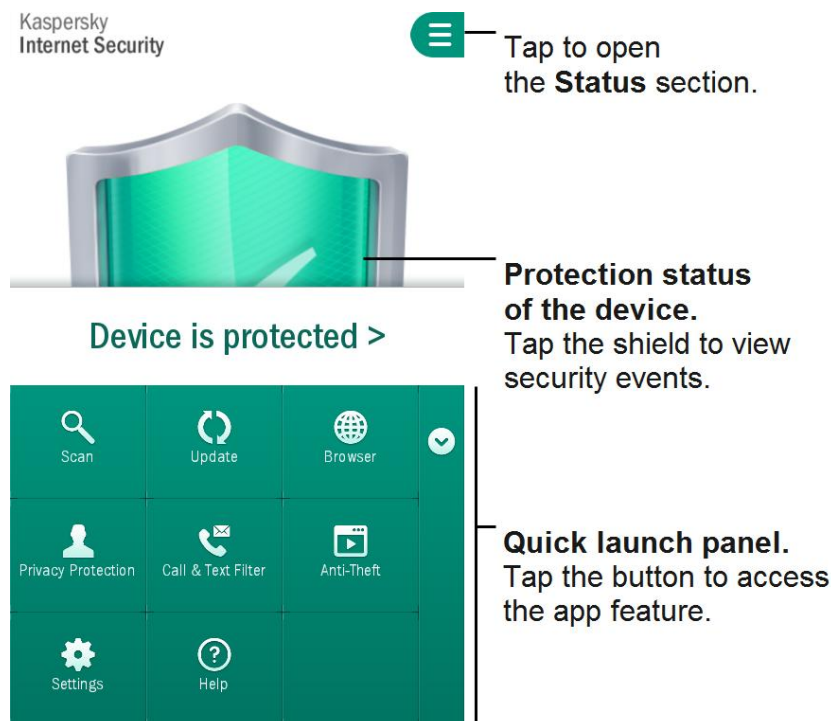 Kaspersky
Internet Security
Tap to open
the Status section.
Protection status
of the device.
Tap the shield to view
security events.
Device is protected >
Scan
Update
Browser
Privacy Protection
Call & Text Filter
Anti-Theft
Quick launch panel.
Tap the button to access
the app feature.
Settings
? Help